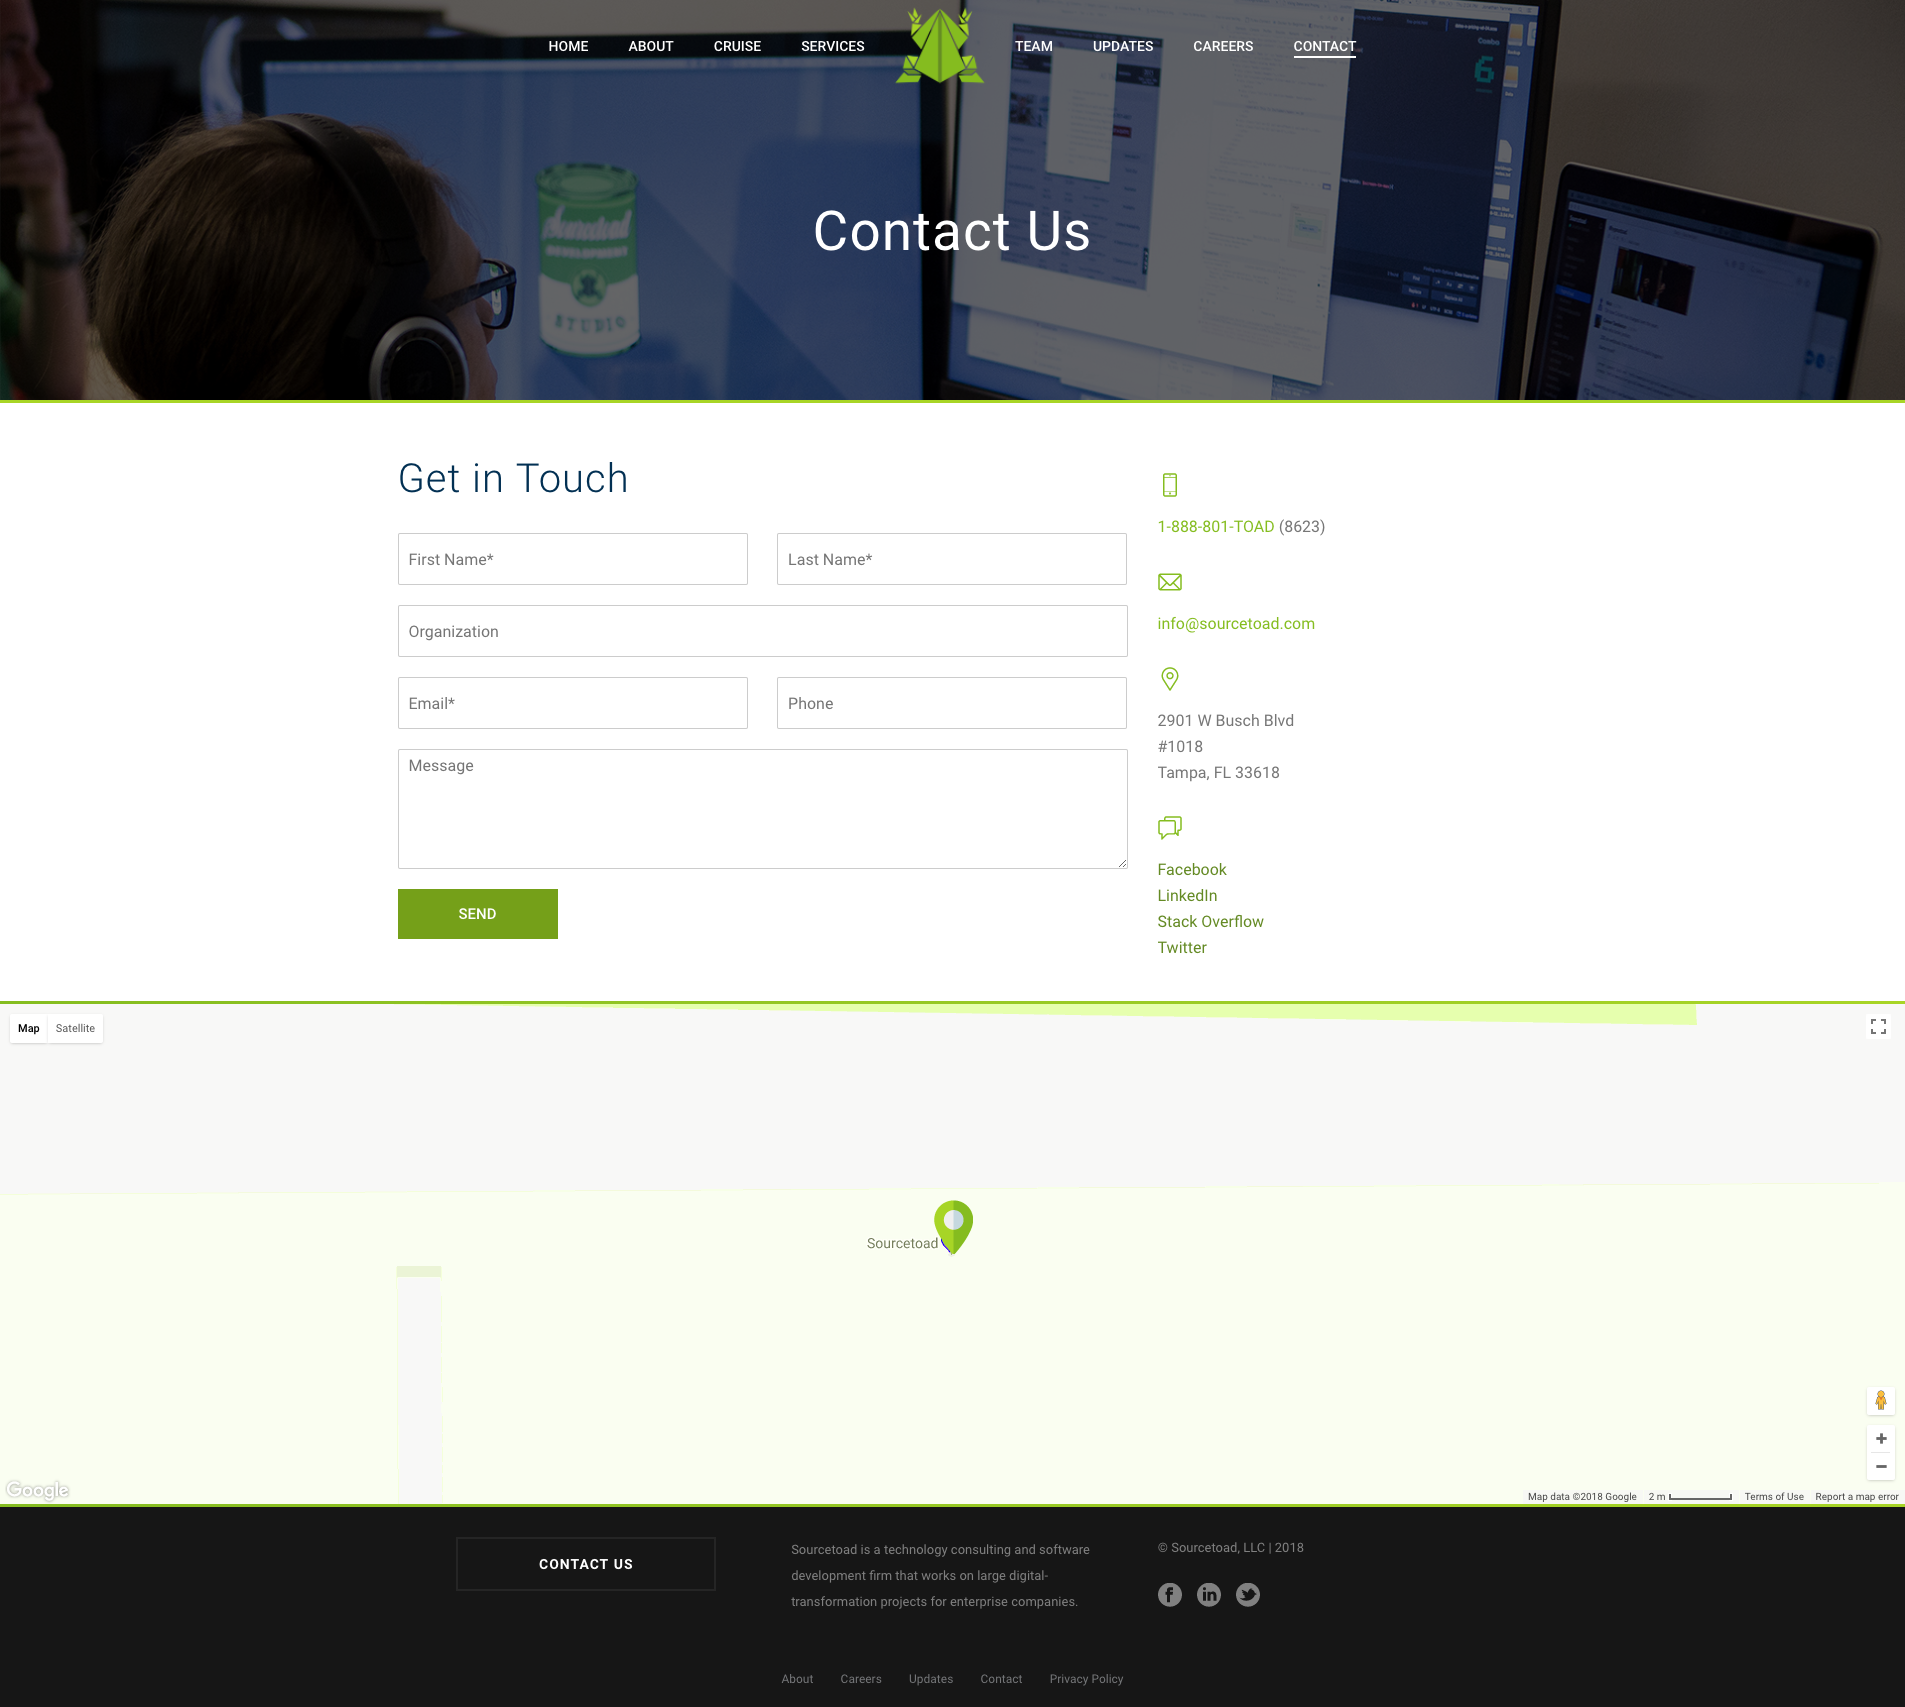 HOME ABOUT CRUISE SERVICES TEAM UPDATES CAREERS CONTACT
Sourcetoad
DEVELOPMENT
STUDIO
6
Contact Us
Get in Touch
First Name* Last Name*
Organization
Email* Phone
Message
SEND
1-888-801-TOAD (8623)
info@sourcetoad.com
2901 W Busch Blvd
#1018
Tampa, FL 33618
Facebook
LinkedIn
Stack Overflow
Twitter
Map Satellite
Sourcetoad
Google
Map data ©2018 Google 2 m Terms of Use Report a map error
CONTACT US
Sourcetoad is a technology consulting and software
development firm that works on large digital-
transformation projects for enterprise companies.
© Sourcetoad, LLC | 2018
About Careers Updates Contact Privacy Policy